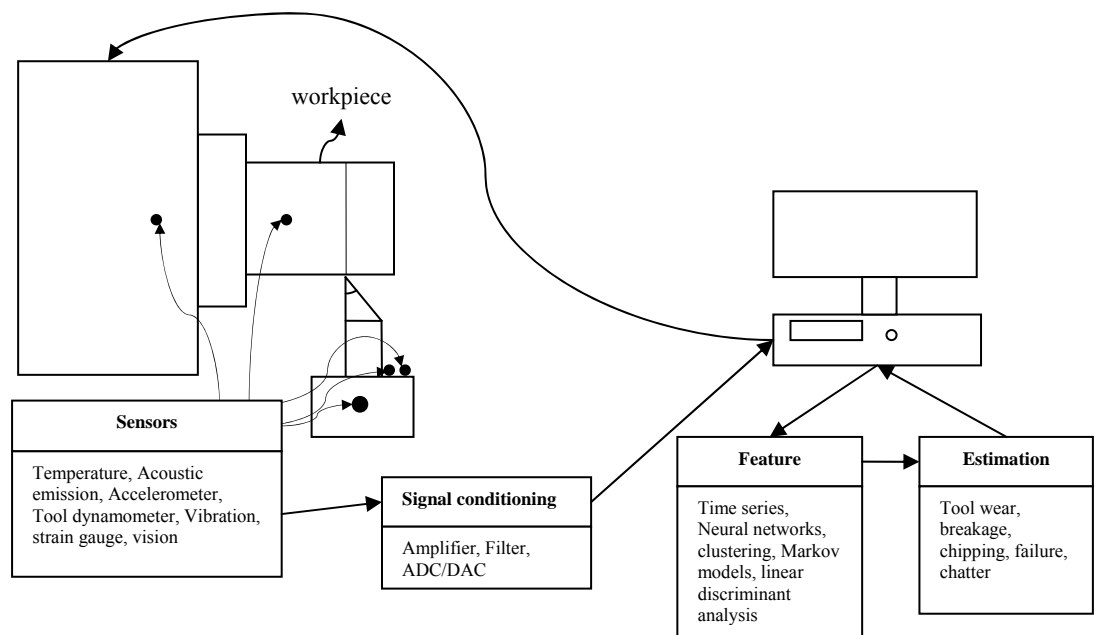 workpiece
Sensors
Temperature, Acoustic
emission, Accelerometer,
Tool dynamometer, Vibration,
strain gauge, vision
Signal conditioning
Amplifier, Filter,
ADC/DAC
Feature
Time series,
Neural networks,
clustering, Markov
models, linear
discriminant
analysis
Estimation
Tool wear,
breakage,
chipping, failure,
chatter